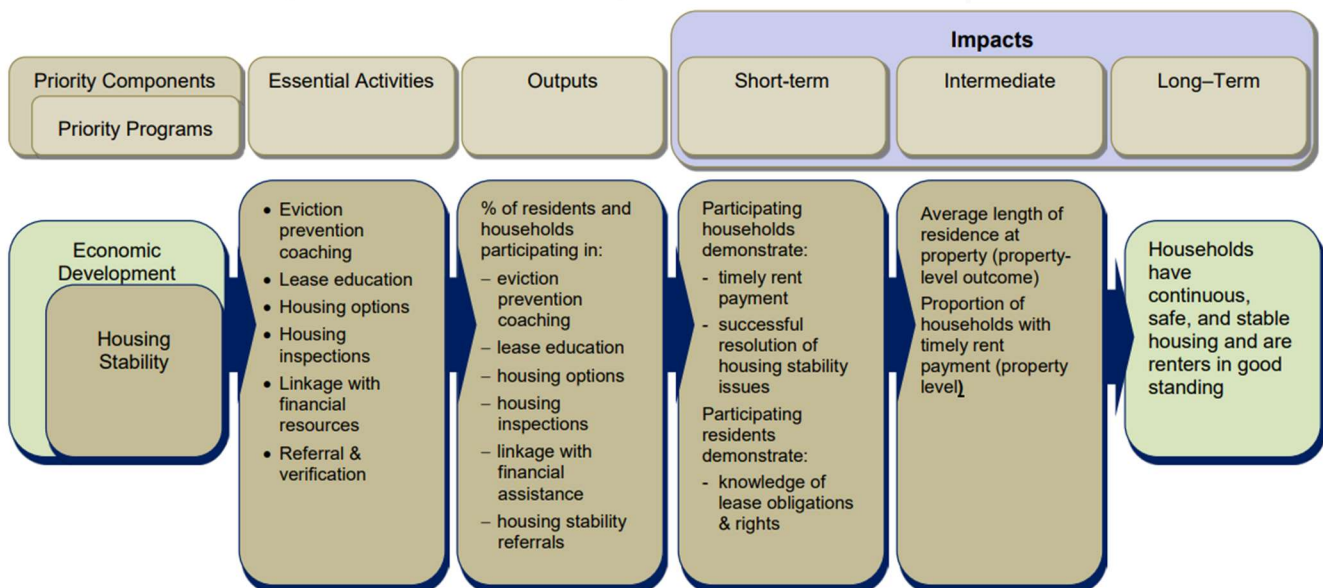 Impacts
Priority Components
Priority Programs
Essential Activities
Outputs
Short-term
Intermediate
Long–Term
Economic
Development
Housing
Stability
• Eviction
prevention
coaching
• Lease education
• Housing options
• Housing
inspections
• Linkage with
financial
resources
• Referral &
verification
% of residents and
households
participating in:
– eviction
prevention
coaching
– lease education
– housing options
– housing
inspections
– linkage with
financial
assistance
– housing stability
referrals
Participating
households
demonstrate:
- timely rent
payment
- successful
resolution of
housing stability
issues
Participating
residents
demonstrate:
- knowledge of
lease obligations
& rights
Average length of
residence at
property (property-
level outcome)
Proportion of
households with
timely rent
payment (property
level)
Households
have
continuous,
safe, and stable
housing and are
renters in good
standing